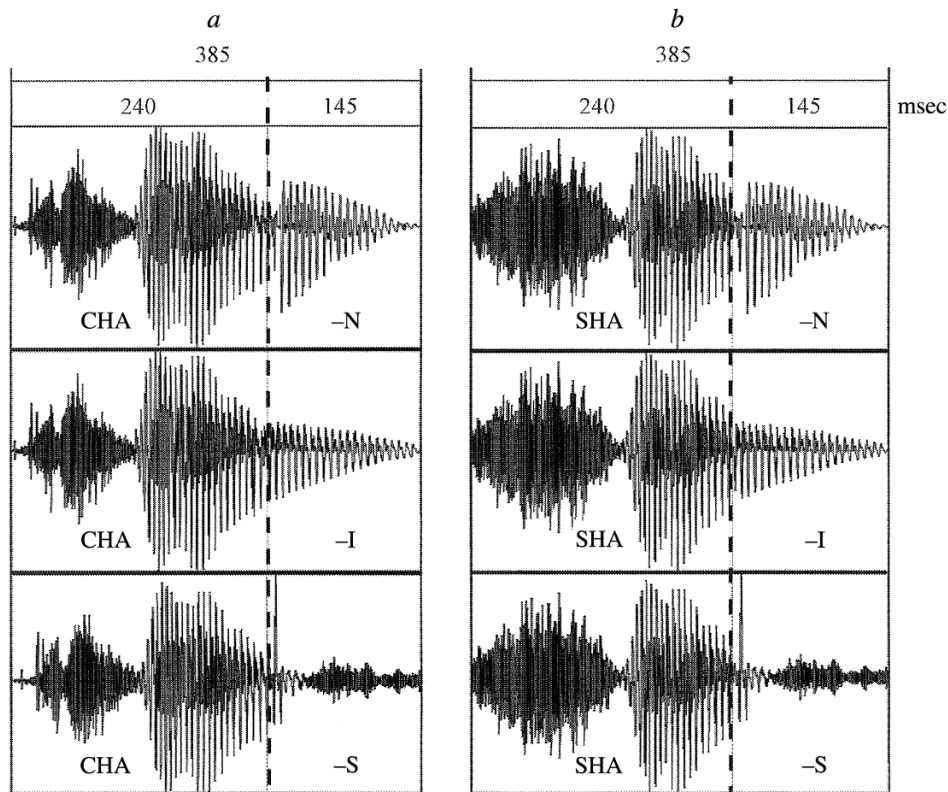 a b
385 385
240 145 240 145 msec
CHA –N SHA –N
CHA –I SHA –I
CHA –S SHA –S